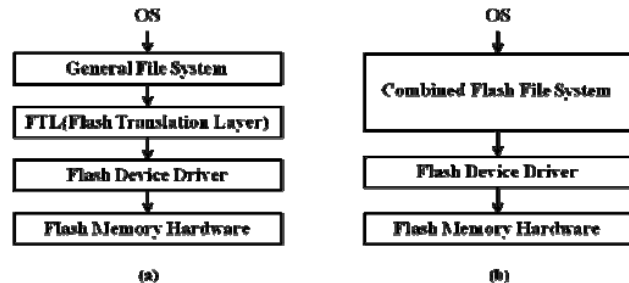 OS
General File System
FTL(Flash Translation Layer)
Flash Device Driver
Flash Memory Hardware
(a)
OS
Combined Flash File System
Flash Device Driver
Flash Memory Hardware
(b)